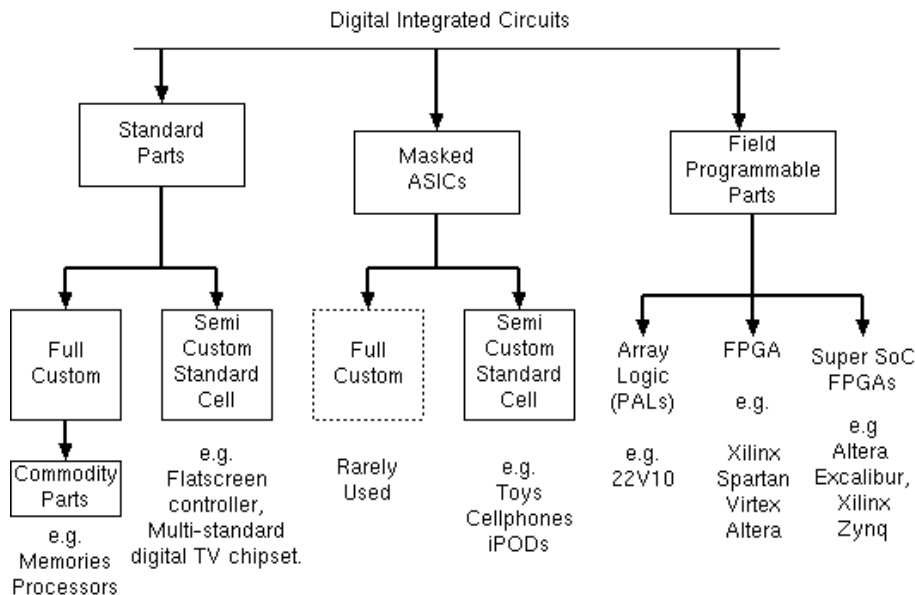 Digital Integrated Circuits
Standard
Parts
Masked
ASICs
Field
Programmable
Parts
Full
Custom
Semi
Custom
Standard
Cell
Full
Custom
Semi
Custom
Standard
Cell
Array
Logic
(PALs)
FPGA
Super SoC
FPGAs
Commodity
Parts
e.g.
Memories
Processors
e.g.
Flatscreen
controller,
Multi-standard
digital TV chipset.
Rarely
Used
e.g.
Toys
Cellphones
iPODs
e.g.
22V10
e.g.
Xilinx
Spartan
Virtex
Altera
e.g
Altera
Excalibur,
Xilinx
Zynq